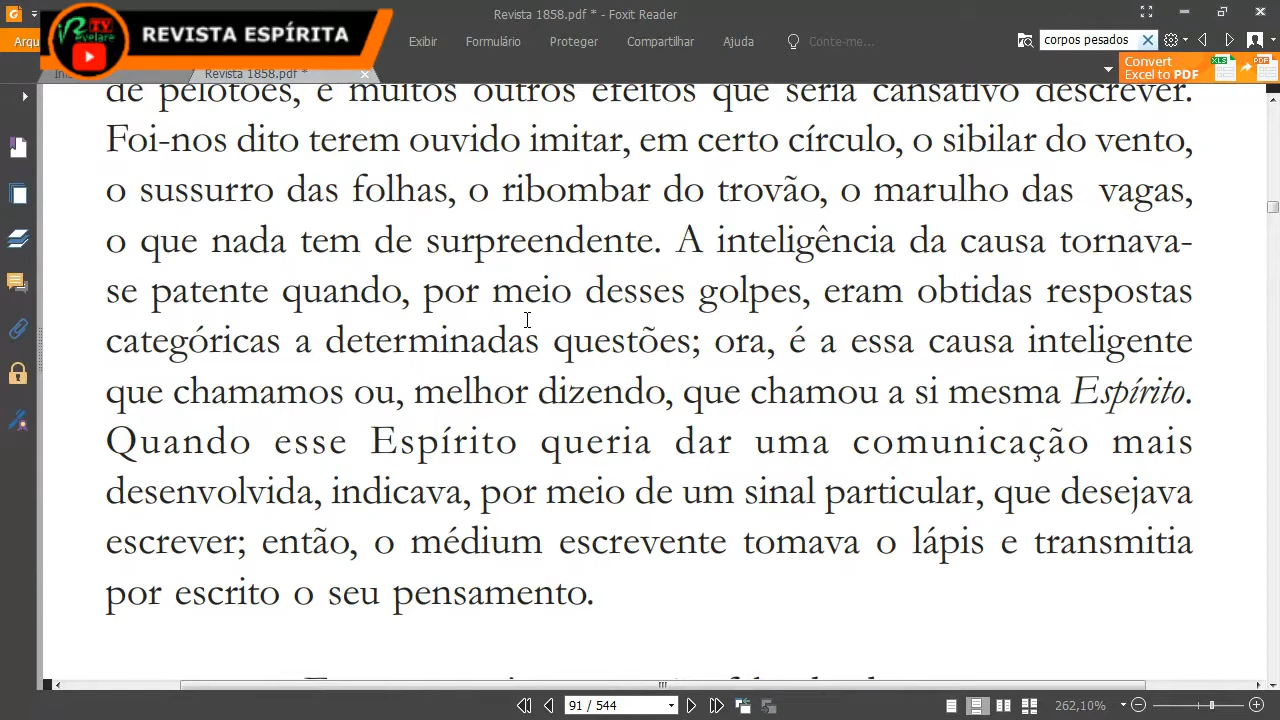 Revista 1858.pdf * - Foxit Reader
Arqu
TV
Revelare
REVISTA ESPÍRITA
Exibir
Formulário
Proteger
Compartilhar
Ajuda
Conte-me...
corpos pesados
Revista 1858.pdf *
Convert
Excel to PDF
de pelotões, e muitos outros efeitos que seria cansativo descrever.
Foi-nos dito terem ouvido imitar, em certo círculo, o sibilar do vento,
o sussurro das folhas, o ribombar do trovão, o marulho das vagas,
o que nada tem de surpreendente. A inteligência da causa tornava-
se patente quando, por meio desses golpes, eram obtidas respostas
categóricas a determinadas questões; ora, é a essa causa inteligente
que chamamos ou, melhor dizendo, que chamou a si mesma Espírito.
Quando esse Espírito queria dar uma comunicação mais
desenvolvida, indicava, por meio de um sinal particular, que desejava
escrever; então, o médium escrevente tomava o lápis e transmitia
por escrito o seu pensamento.
91 / 544
262,10%